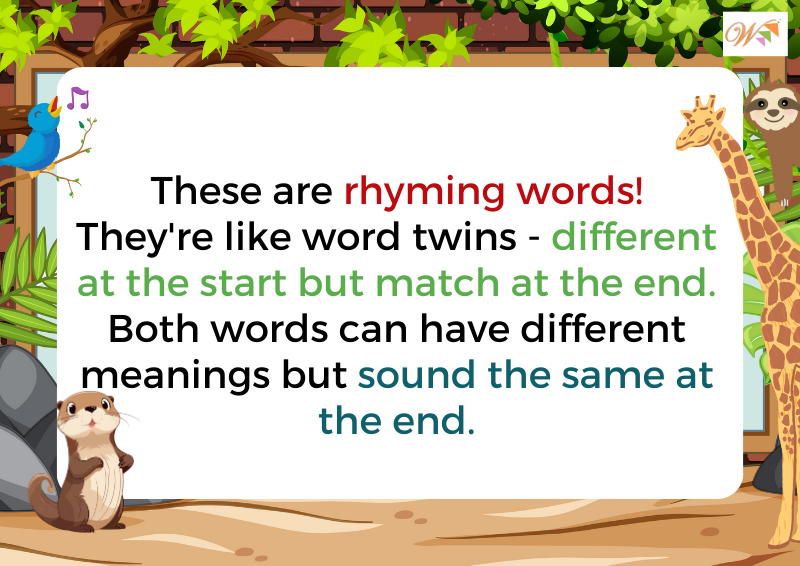 W
These are rhyming words!
They're like word twins - different
at the start but match at the end.
Both words can have different
meanings but sound the same at
the end.